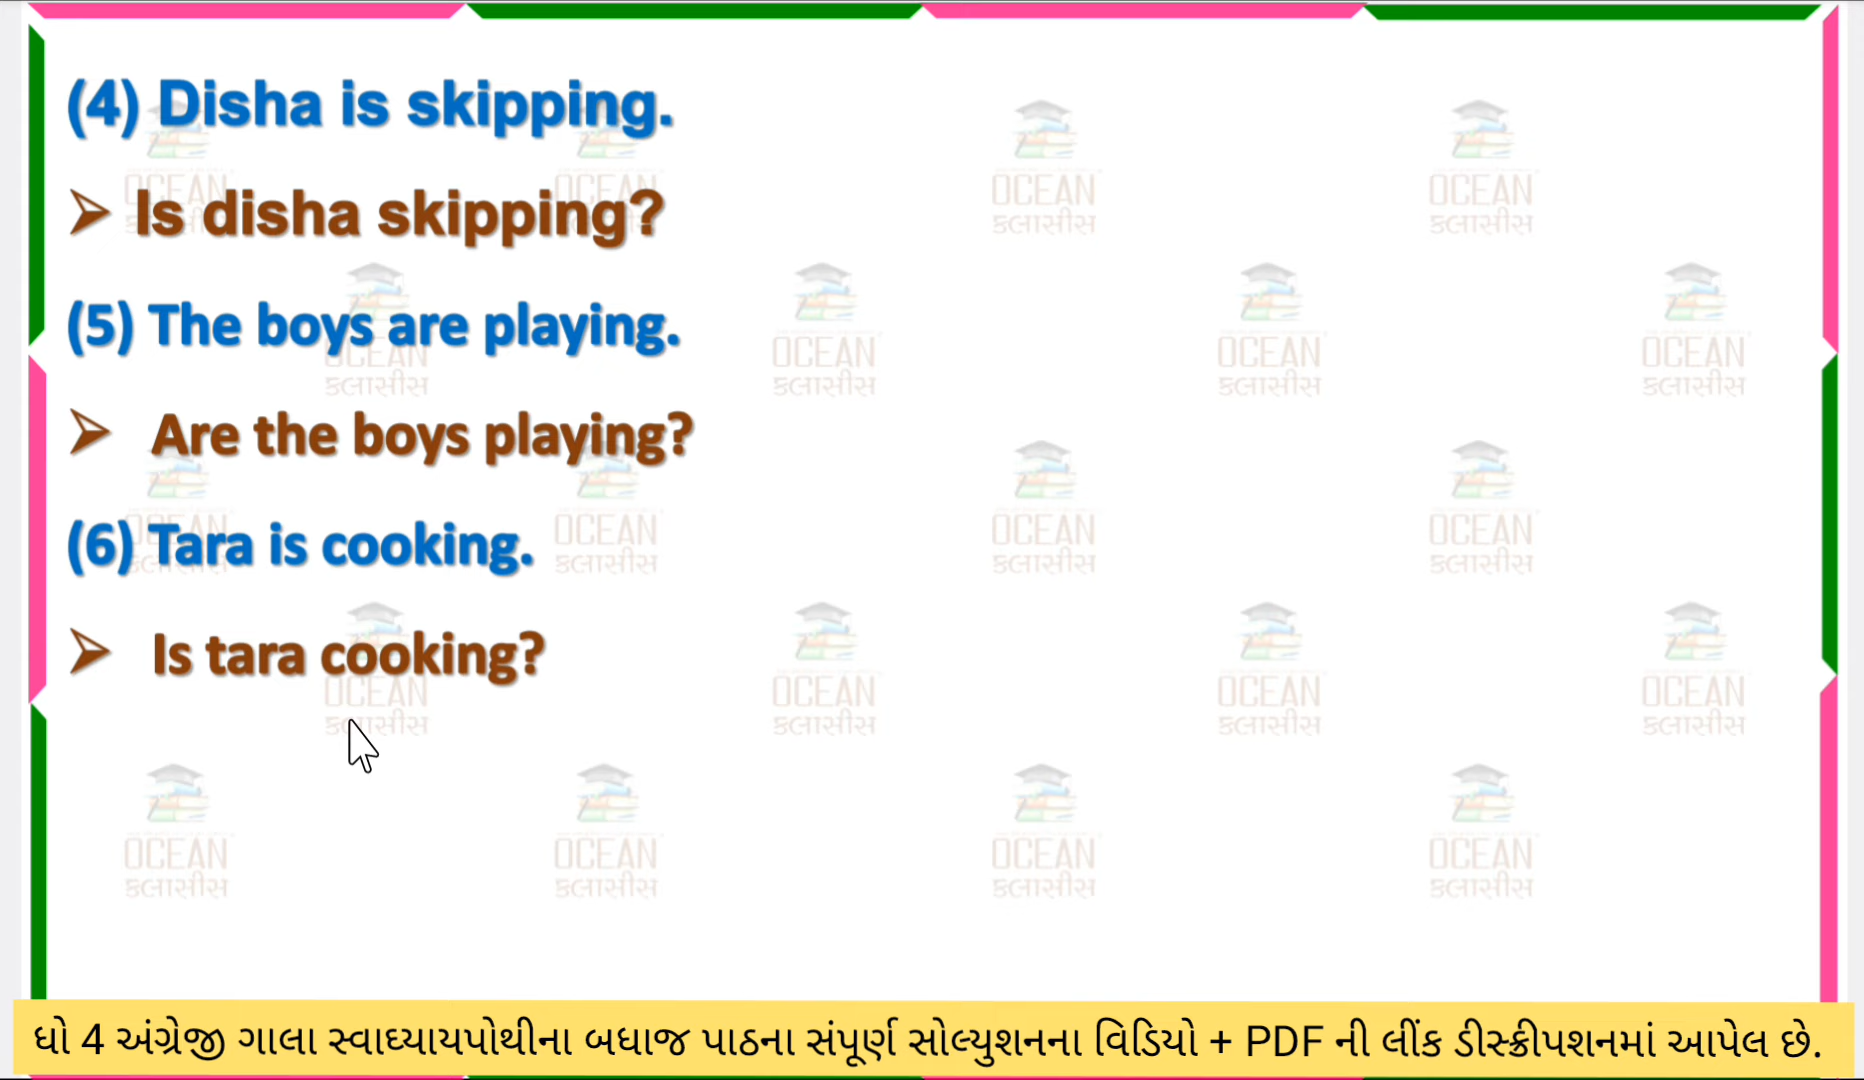 (4) Disha is skipping.
➢ Is disha skipping?
(5) The boys are playing.
➢ Are the boys playing?
(6) Tara is cooking.
➢ Is tara cooking?
OCEAN
ક્લાસીસ
ધો 4 અંગ્રેજી ગાલા સ્વાધ્યાયપોથીના બધાજ પાઠના સંપૂર્ણ સોલ્યુશનના વિડિયો + PDF ની લીંક ડીસ્ક્રીપશનમાં આપેલ છે.